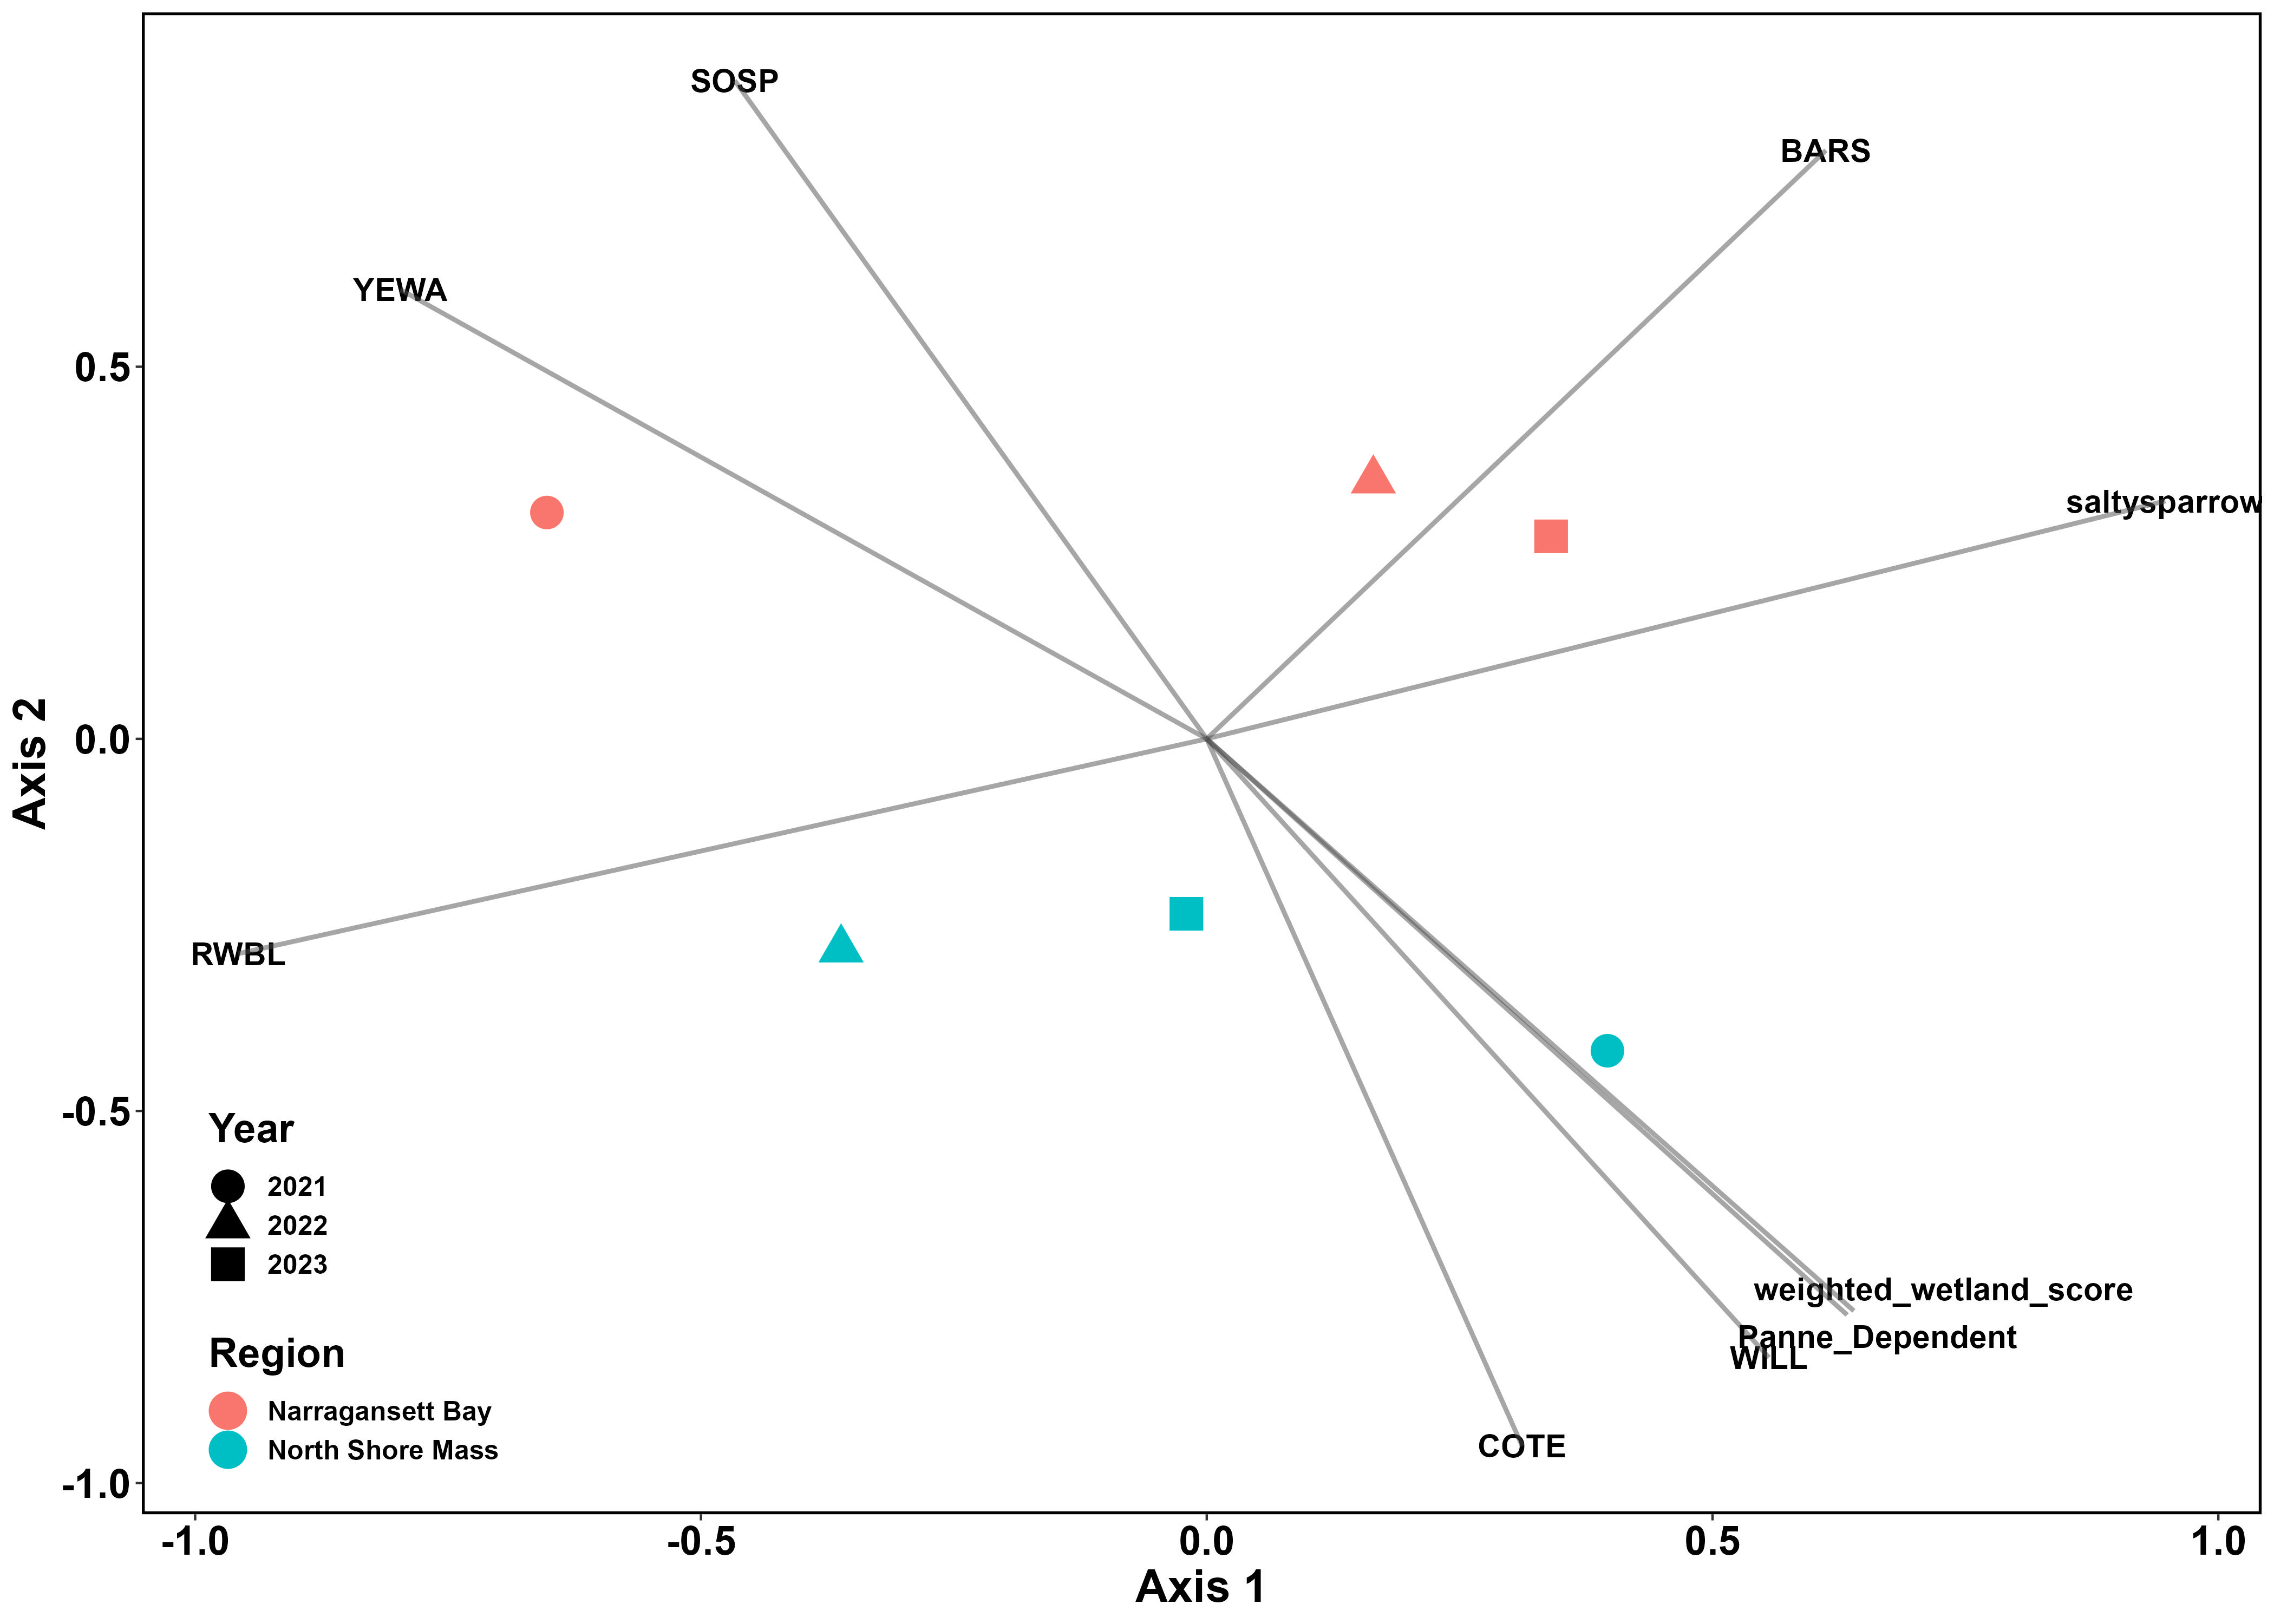 SOSP
BARS
YEWA
saltysparrow
RWBL
weighted_wetland_score
Panne_Dependent
WILL
COTE
Axis 2
0.5
0.0
-0.5
-1.0
Year
2021
2022
2023
Region
Narragansett Bay
North Shore Mass
-1.0 -0.5 0.0 0.5 1.0
Axis 1